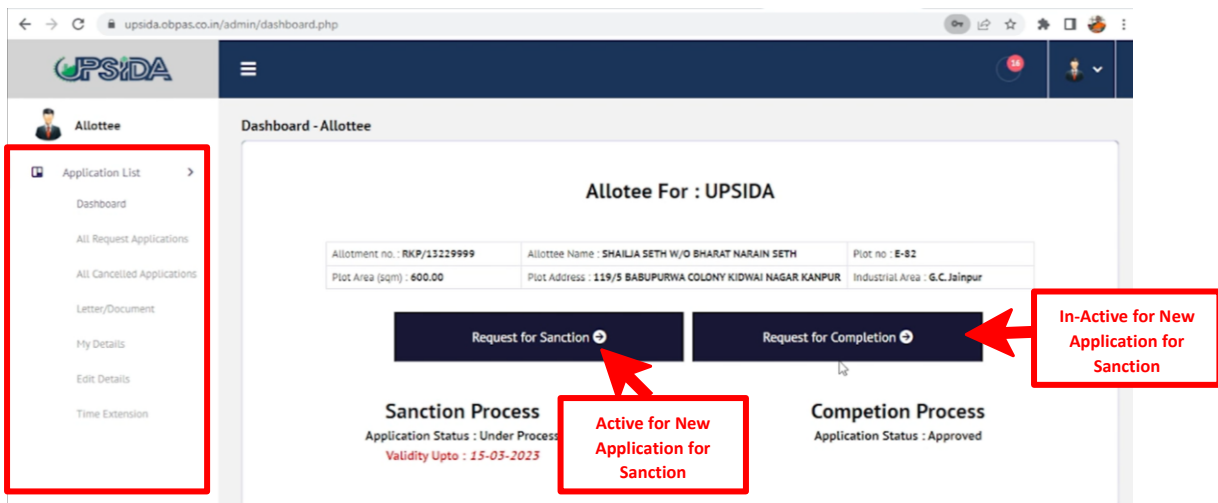 upsida.obpas.co.in/admin/dashboard.php
UPSIDA
16
Allottee
Dashboard - Allottee
Application List
Dashboard
All Request Applications
All Cancelled Applications
Letter/Document
My Details
Edit Details
Time Extension
Allotee For : UPSIDA
Allotment no. : RKP/13229999 Allottee Name : SHAILJA SETH W/O BHARAT NARAIN SETH Plot no : E-82
Plot Area (sqm) : 600.00 Plot Address : 119/5 BABUPURWA COLONY KIDWAI NAGAR KANPUR Industrial Area : G.C.Jainpur
Request for Sanction
Request for Completion
In-Active for New
Application for
Sanction
Sanction Process
Application Status : Under Process
Validity Upto : 15-03-2023
Active for New
Application for
Sanction
Competion Process
Application Status : Approved